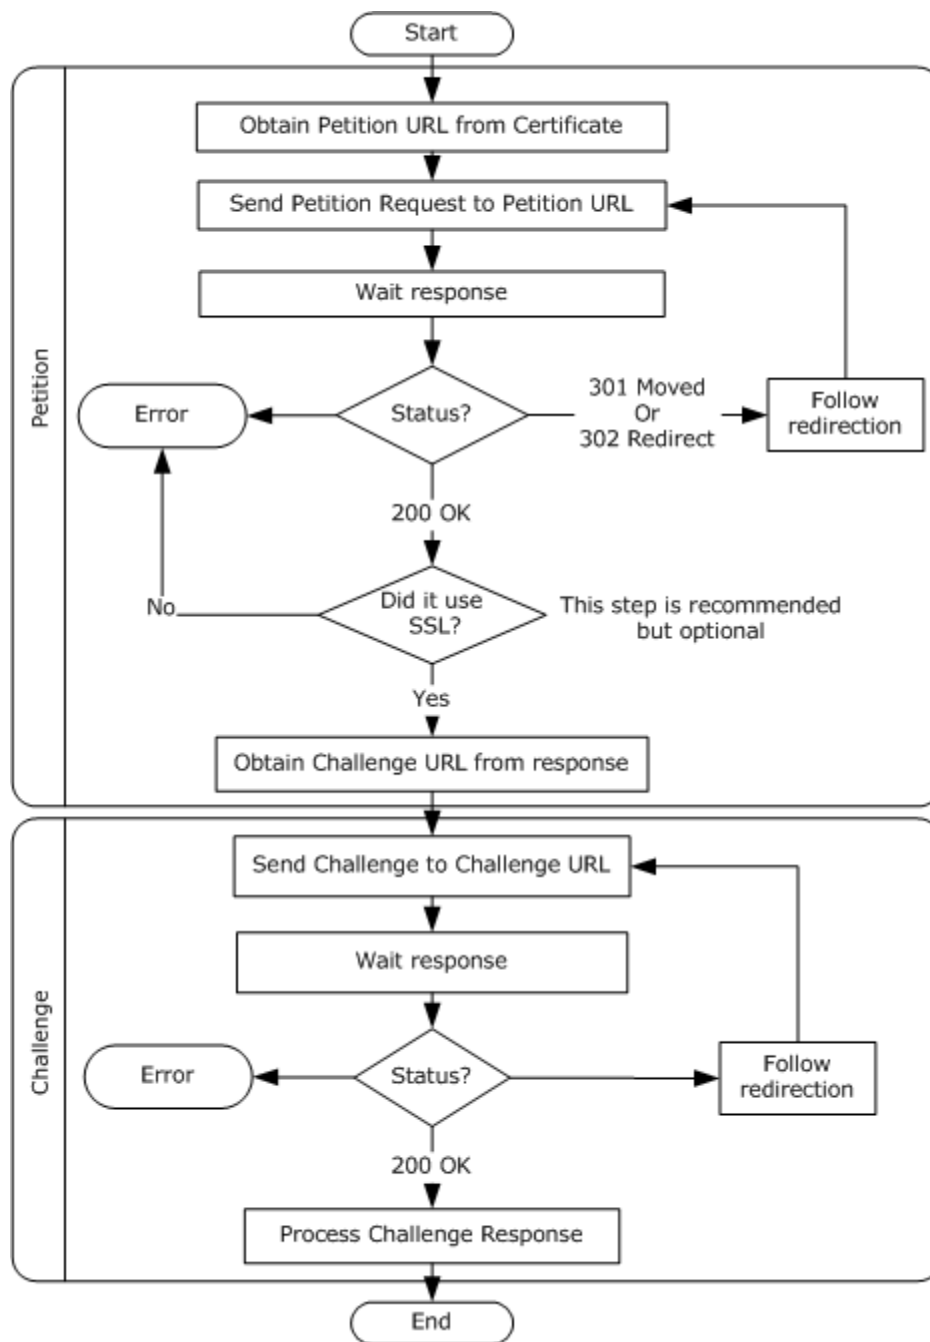 Start
Petition
Obtain Petition URL from Certificate
Send Petition Request to Petition URL
Wait response
Error
Status?
301 Moved
Or
302 Redirect
Follow
redirection
200 OK
No
Did it use
SSL?
This step is recommended
but optional
Yes
Obtain Challenge URL from response
Challenge
Send Challenge to Challenge URL
Wait response
Error
Status?
Follow
redirection
200 OK
Process Challenge Response
End